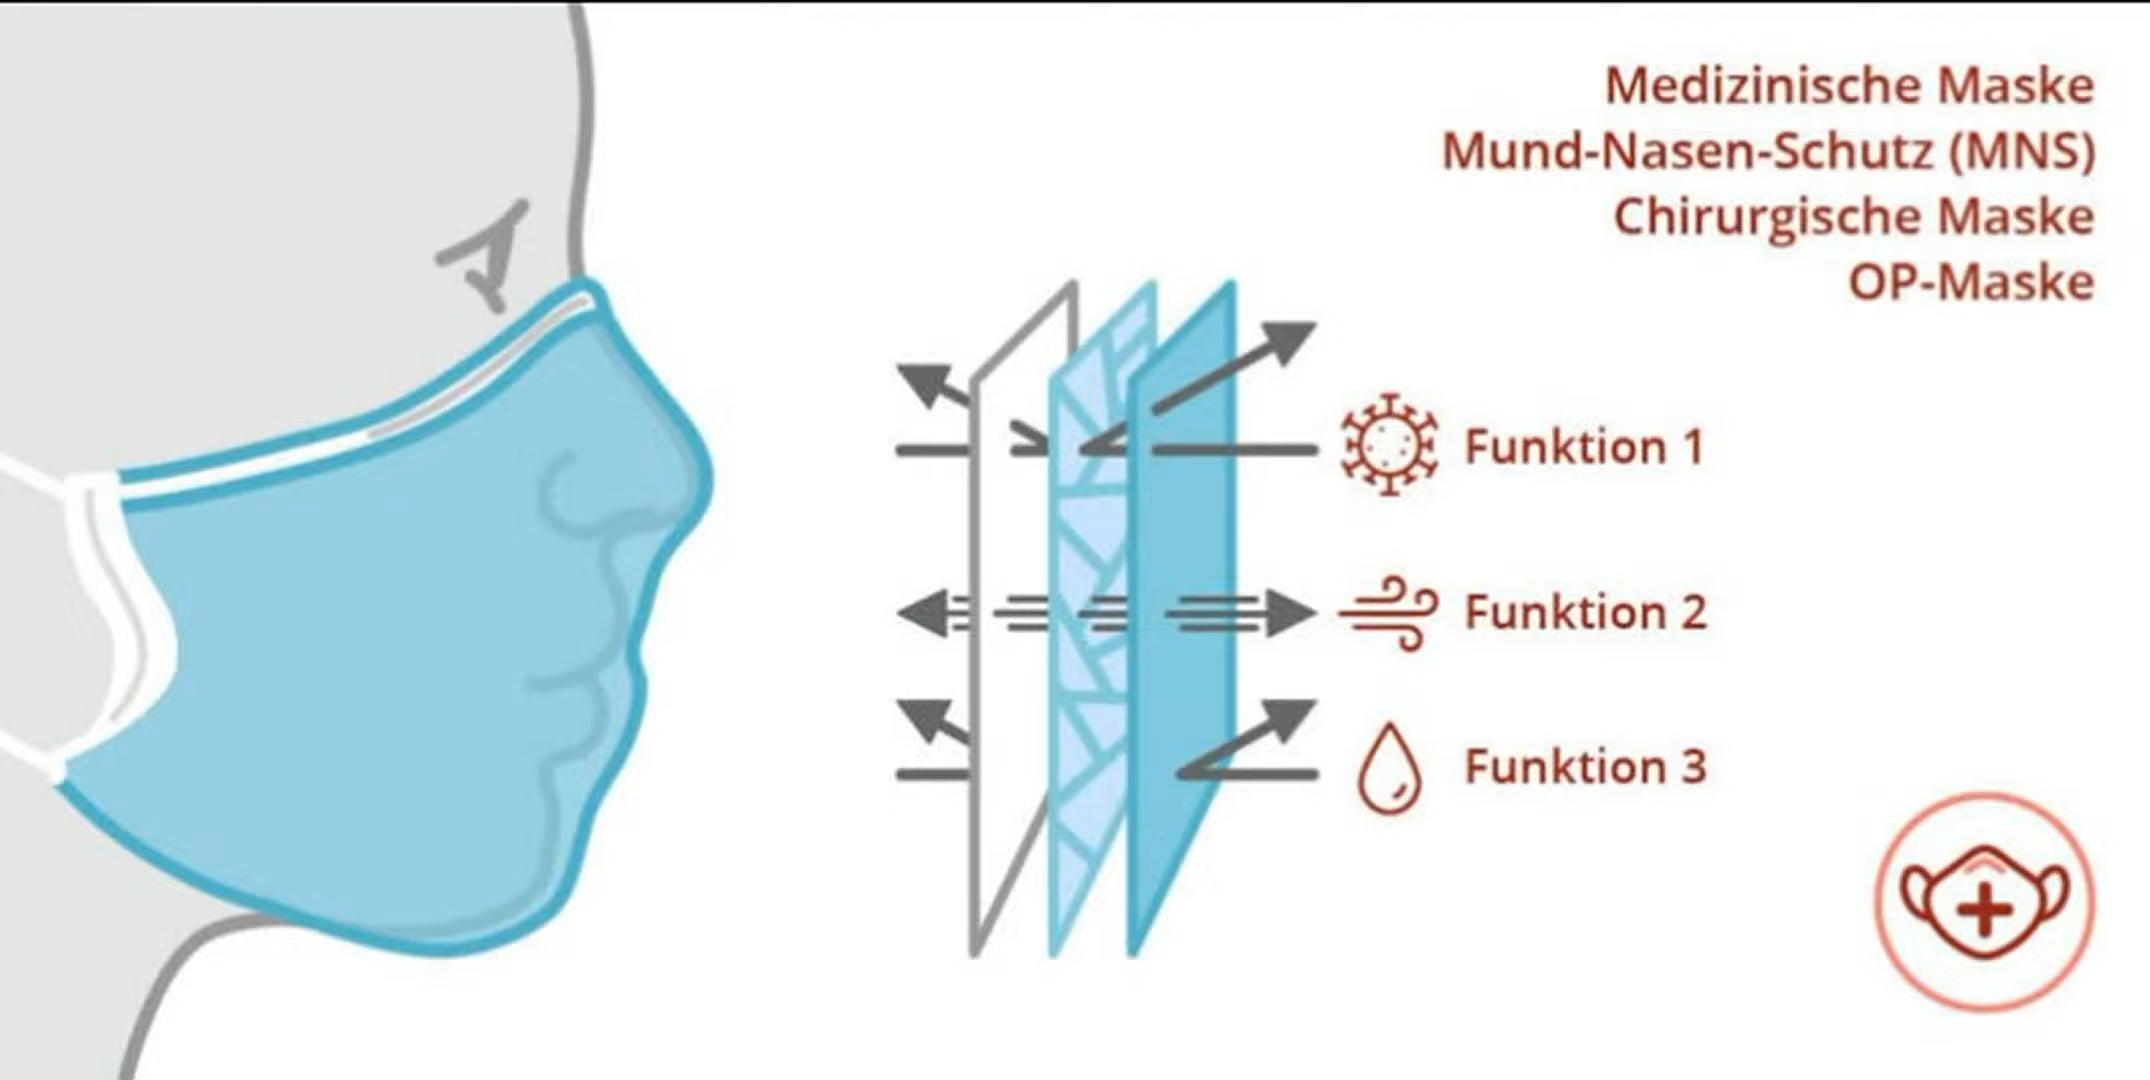 Medizinische Maske
Mund-Nasen-Schutz (MNS)
Chirurgische Maske
OP-Maske
Funktion 1
Funktion 2
Funktion 3